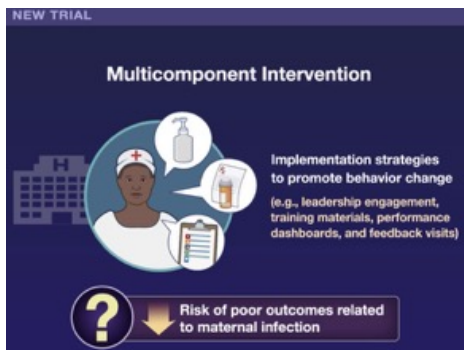 NEW TRIAL
Multicomponent Intervention
H
Implementation strategies
to promote behavior change
(e.g., leadership engagement,
training materials, performance
dashboards, and feedback visits)
?
Risk of poor outcomes related
to maternal infection